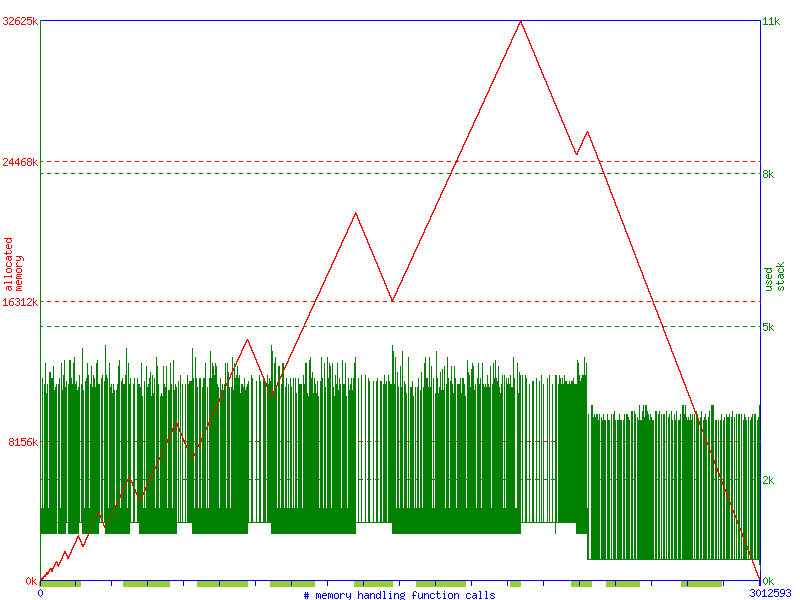 32625k
11k
24468k
8k
allocated
memory
used
stack
16312k
5k
8156k
2k
0k
0k
0
# memory handling function calls
3012593